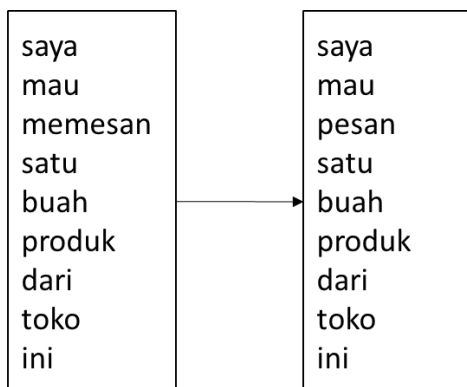 saya
mau
memesan
satu
buah
produk
dari
toko
ini
saya
mau
pesan
satu
buah
produk
dari
toko
ini